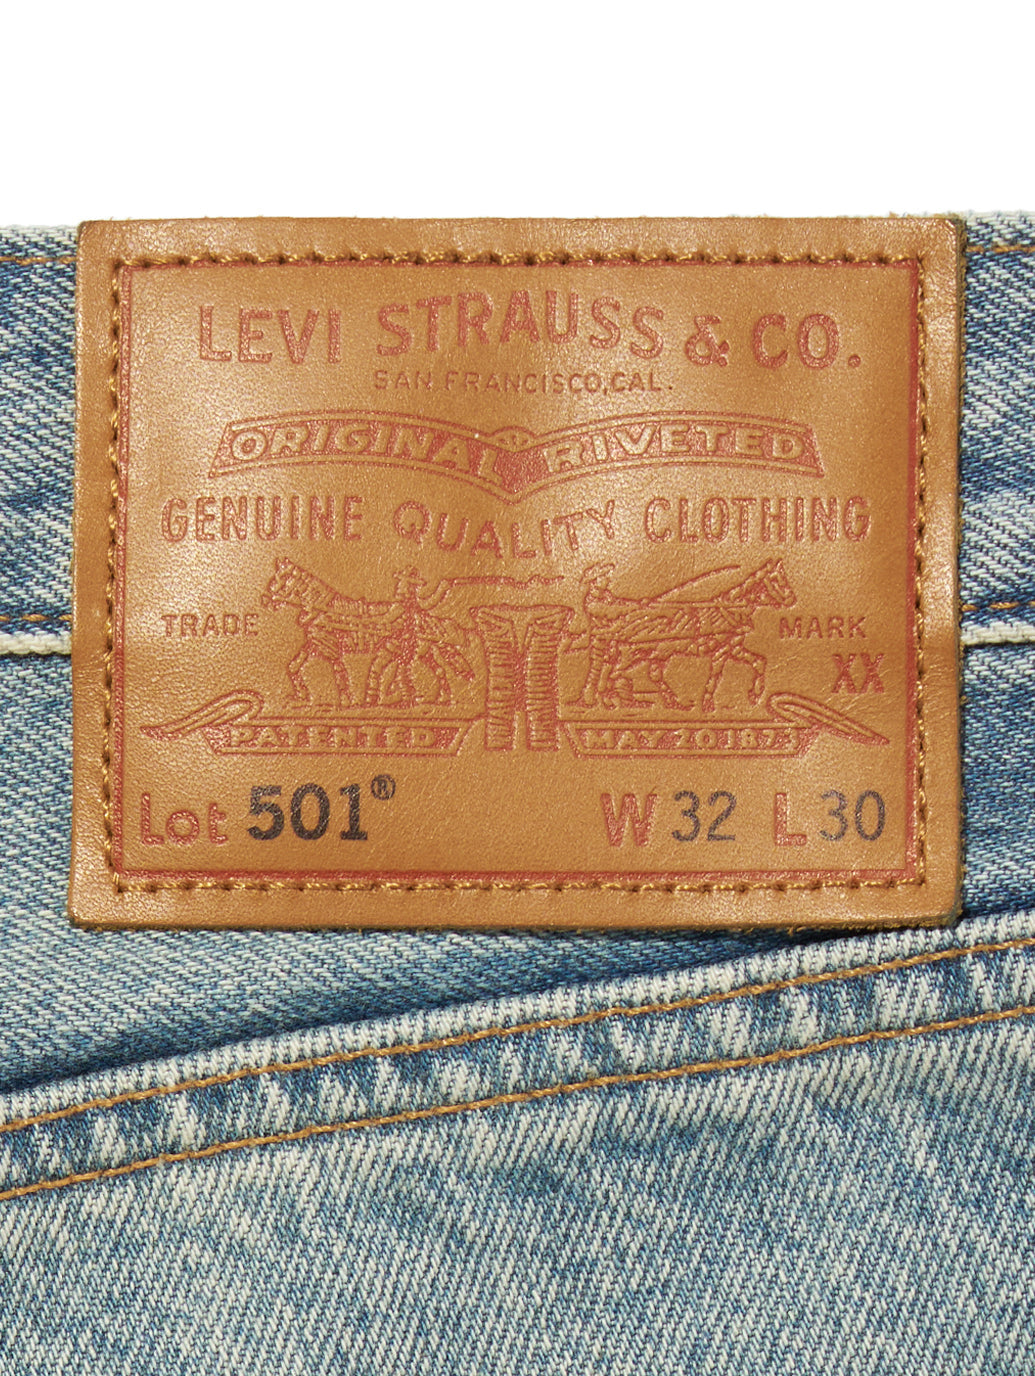 LEVI STRAUSS & CO.
SAN FRANCISCO, CAL.
ORIGINAL RIVETED
GENUINE QUALITY CLOTHING
TRADE MARK
XX
PATENTED MAY 20 1873
Lot 501® W 32 L 30